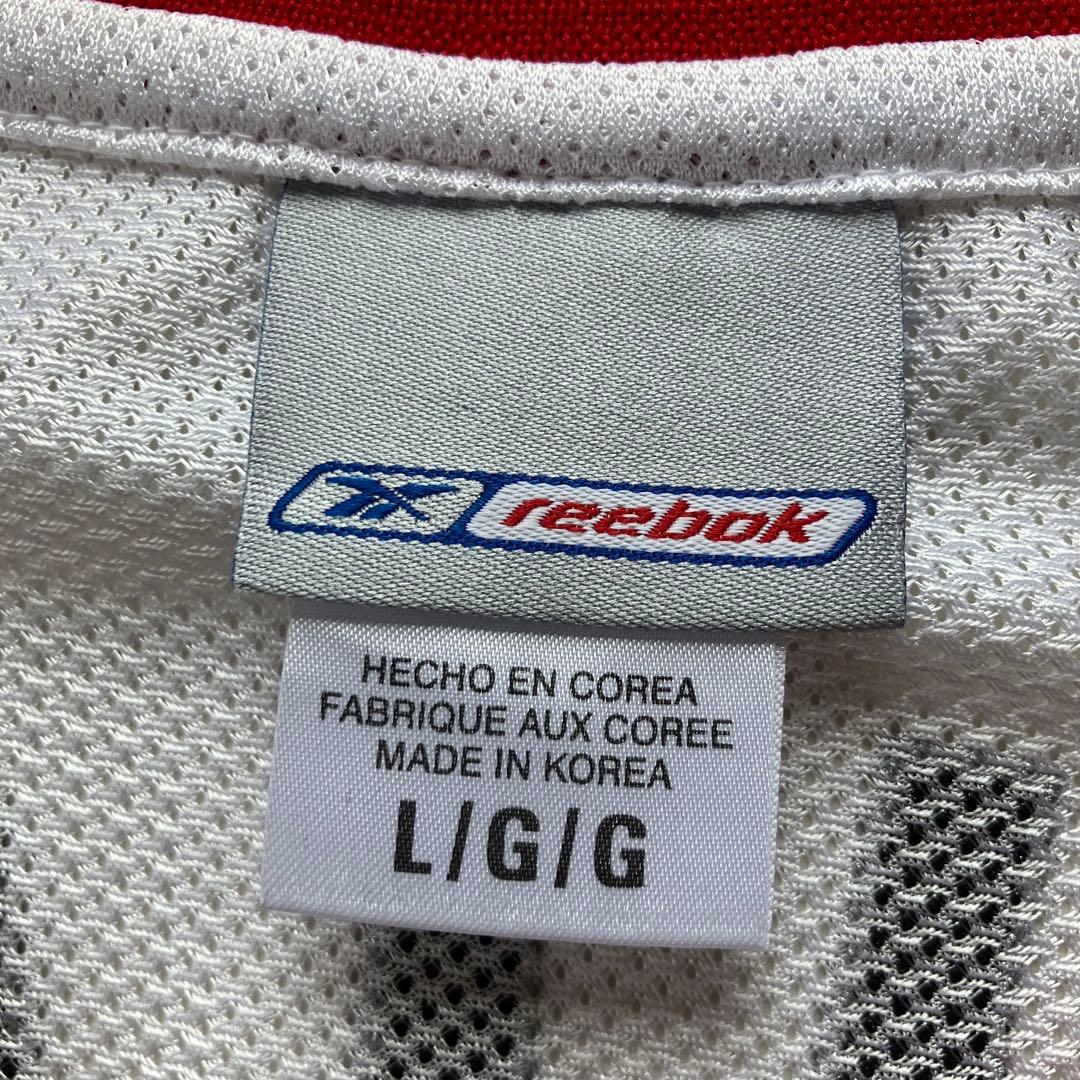 reebok
HECHO EN COREA
FABRIQUE AUX COREE
MADE IN KOREA
L/G/G